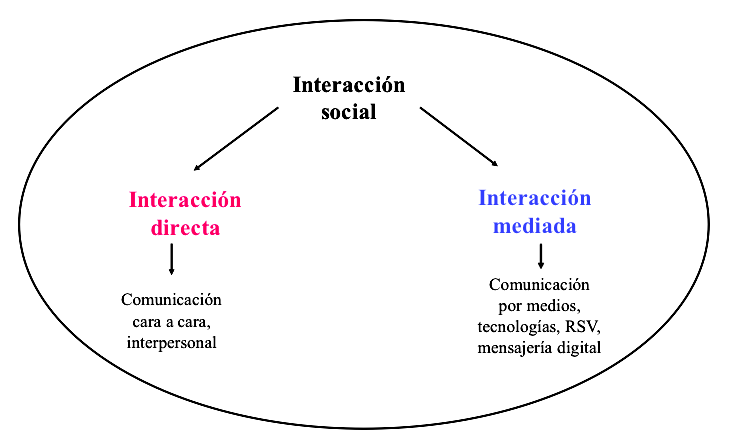 Interacción
social
Interacción
directa
Comunicación
cara a cara,
interpersonal
Interacción
mediada
Comunicación
por medios,
tecnologías, RSV,
mensajería digital